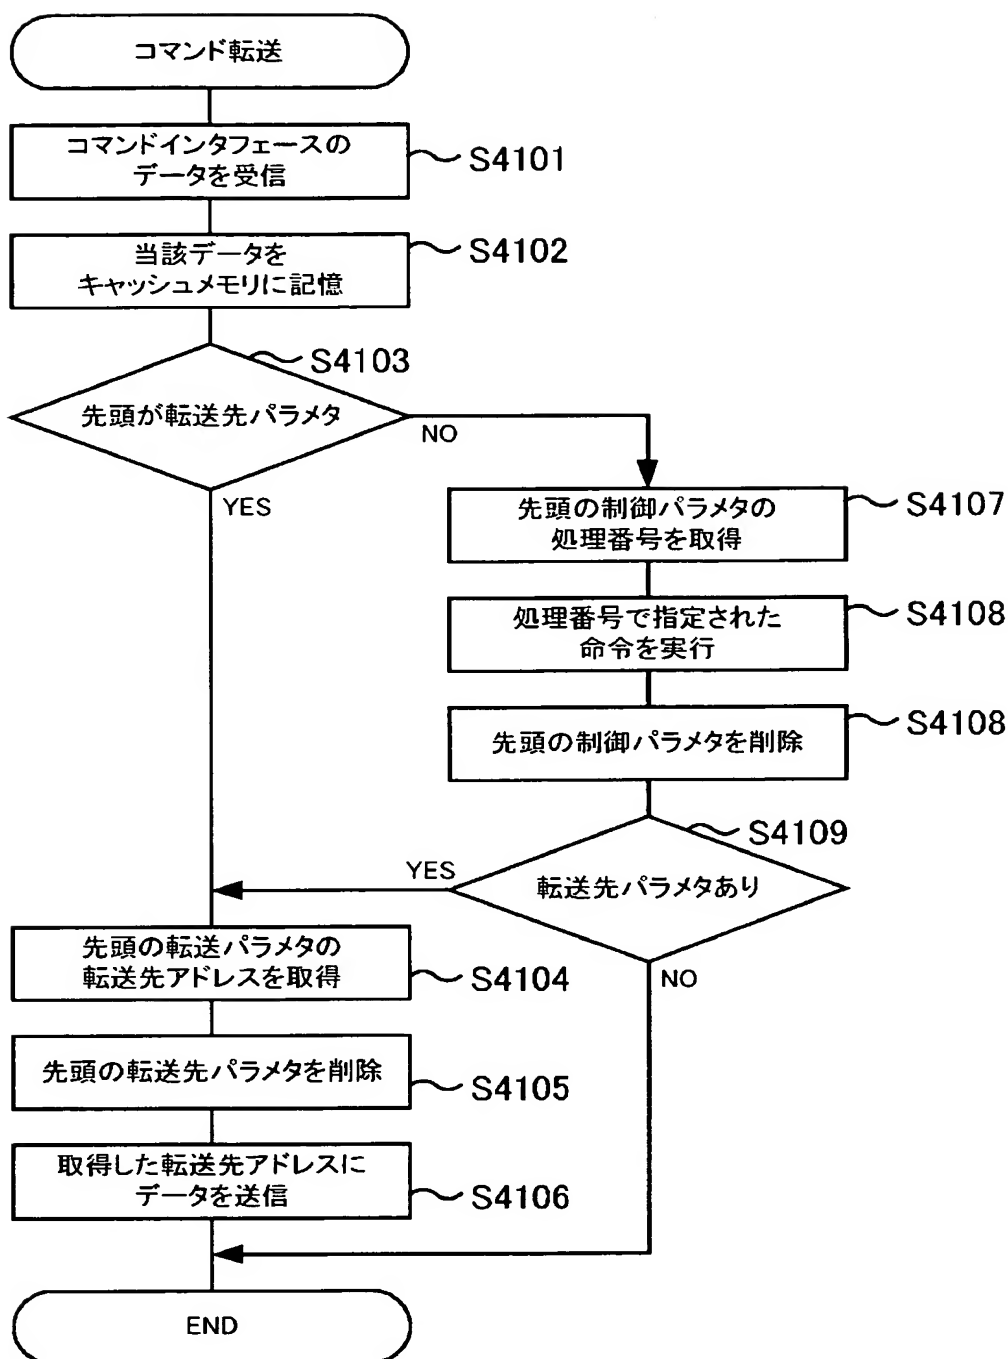 コマンド転送
コマンドインタフェースの
データを受信
S4101
当該データを
キャッシュメモリに記憶
S4102
S4103
先頭が転送先パラメタ
NO
YES
先頭の制御パラメタの
処理番号を取得
S4107
処理番号で指定された
命令を実行
S4108
先頭の制御パラメタを削除
S4108
S4109
転送先パラメタあり
YES
NO
先頭の転送パラメタの
転送先アドレスを取得
S4104
先頭の転送先パラメタを削除
S4105
取得した転送先アドレスに
データを送信
S4106
END